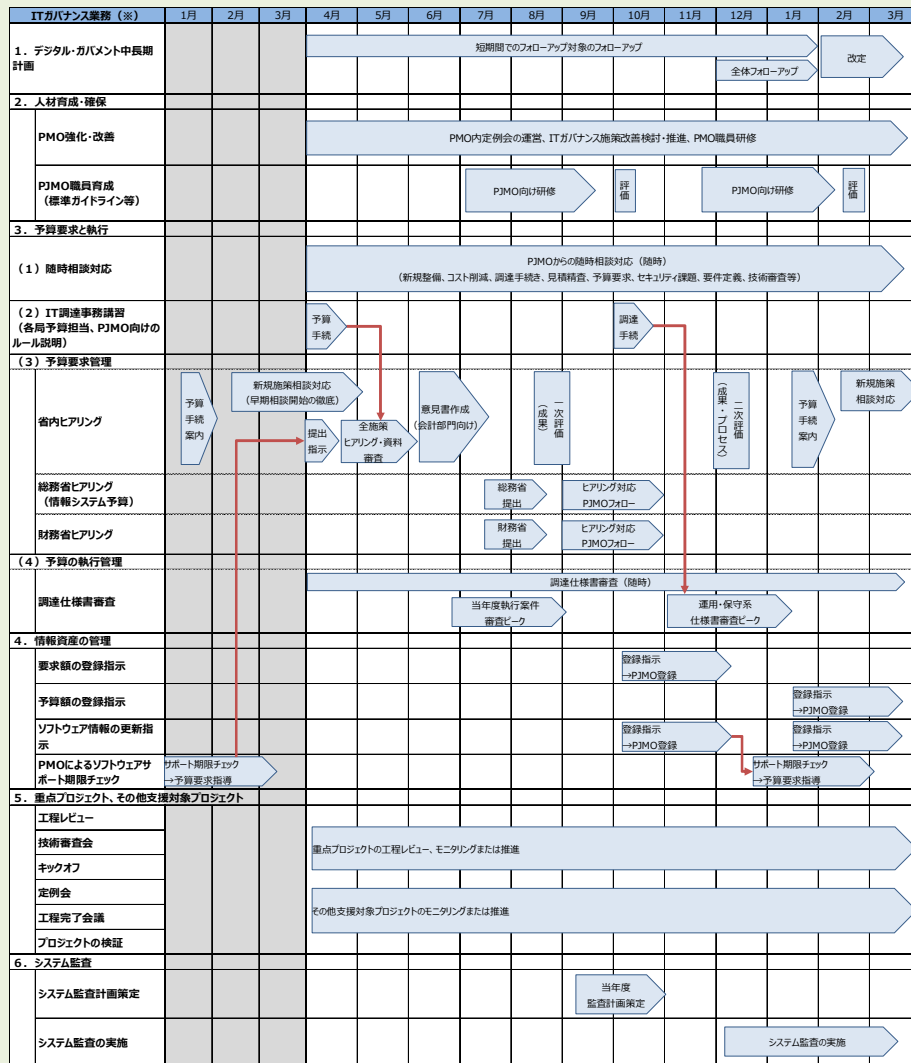 ITガバナンス業務（※）
1月
2月
3月
4月
5月
6月
7月
8月
9月
10月
11月
12月
1月
2月
3月
1．デジタル・ガバメント中長期
計画
短期間でのフォローアップ対象のフォローアップ
全体フォローアップ
改定
2．人材育成・確保
PMO強化・改善
PMO内定例会の運営、ITガバナンス施策改善検討・推進、PMO職員研修
PJMO職員育成
（標準ガイドライン等）
PJMO向け研修
評価
PJMO向け研修
評価
3．予算要求と執行
（1）随時相談対応
PJMOからの随時相談対応（随時）
（新規整備、コスト削減、調達手続き、見積精査、予算要求、セキュリティ課題、要件定義、技術審査等）
（2）IT調達事務講習
（各局予算担当、PJMO向けの
ルール説明）
予算
手続
調達
手続
（3）予算要求管理
省内ヒアリング
予算
手続
案内
新規施策相談対応
（早期相談開始の徹底）
提出
指示
全施策
ヒアリング・資料
審査
意見書作成
（会計部門向け）
一次評価
（成果）
二次評価
（成果・プロセス）
予算
手続
案内
新規施策
相談対応
総務省ヒアリング
（情報システム予算）
総務省
提出
ヒアリング対応
PJMOフォロー
財務省ヒアリング
財務省
提出
ヒアリング対応
PJMOフォロー
（4）予算の執行管理
調達仕様書審査
調達仕様書審査（随時）
当年度執行案件
審査ピーク
運用・保守系
仕様書審査ピーク
4．情報資産の管理
要求額の登録指示
登録指示
→PJMO登録
予算額の登録指示
登録指示
→PJMO登録
ソフトウェア情報の更新指
示
登録指示
→PJMO登録
登録指示
→PJMO登録
PMOによるソフトウェアサ
ポート期限チェック
サポート期限チェック
→予算要求指導
サポート期限チェック
→予算要求指導
5．重点プロジェクト、その他支援対象プロジェクト
工程レビュー
技術審査会
キックオフ
重点プロジェクトの工程レビュー、モニタリングまたは推進
定例会
工程完了会議
プロジェクトの検証
その他支援対象プロジェクトのモニタリングまたは推進
6．システム監査
システム監査計画策定
当年度
監査計画策定
システム監査の実施
システム監査の実施